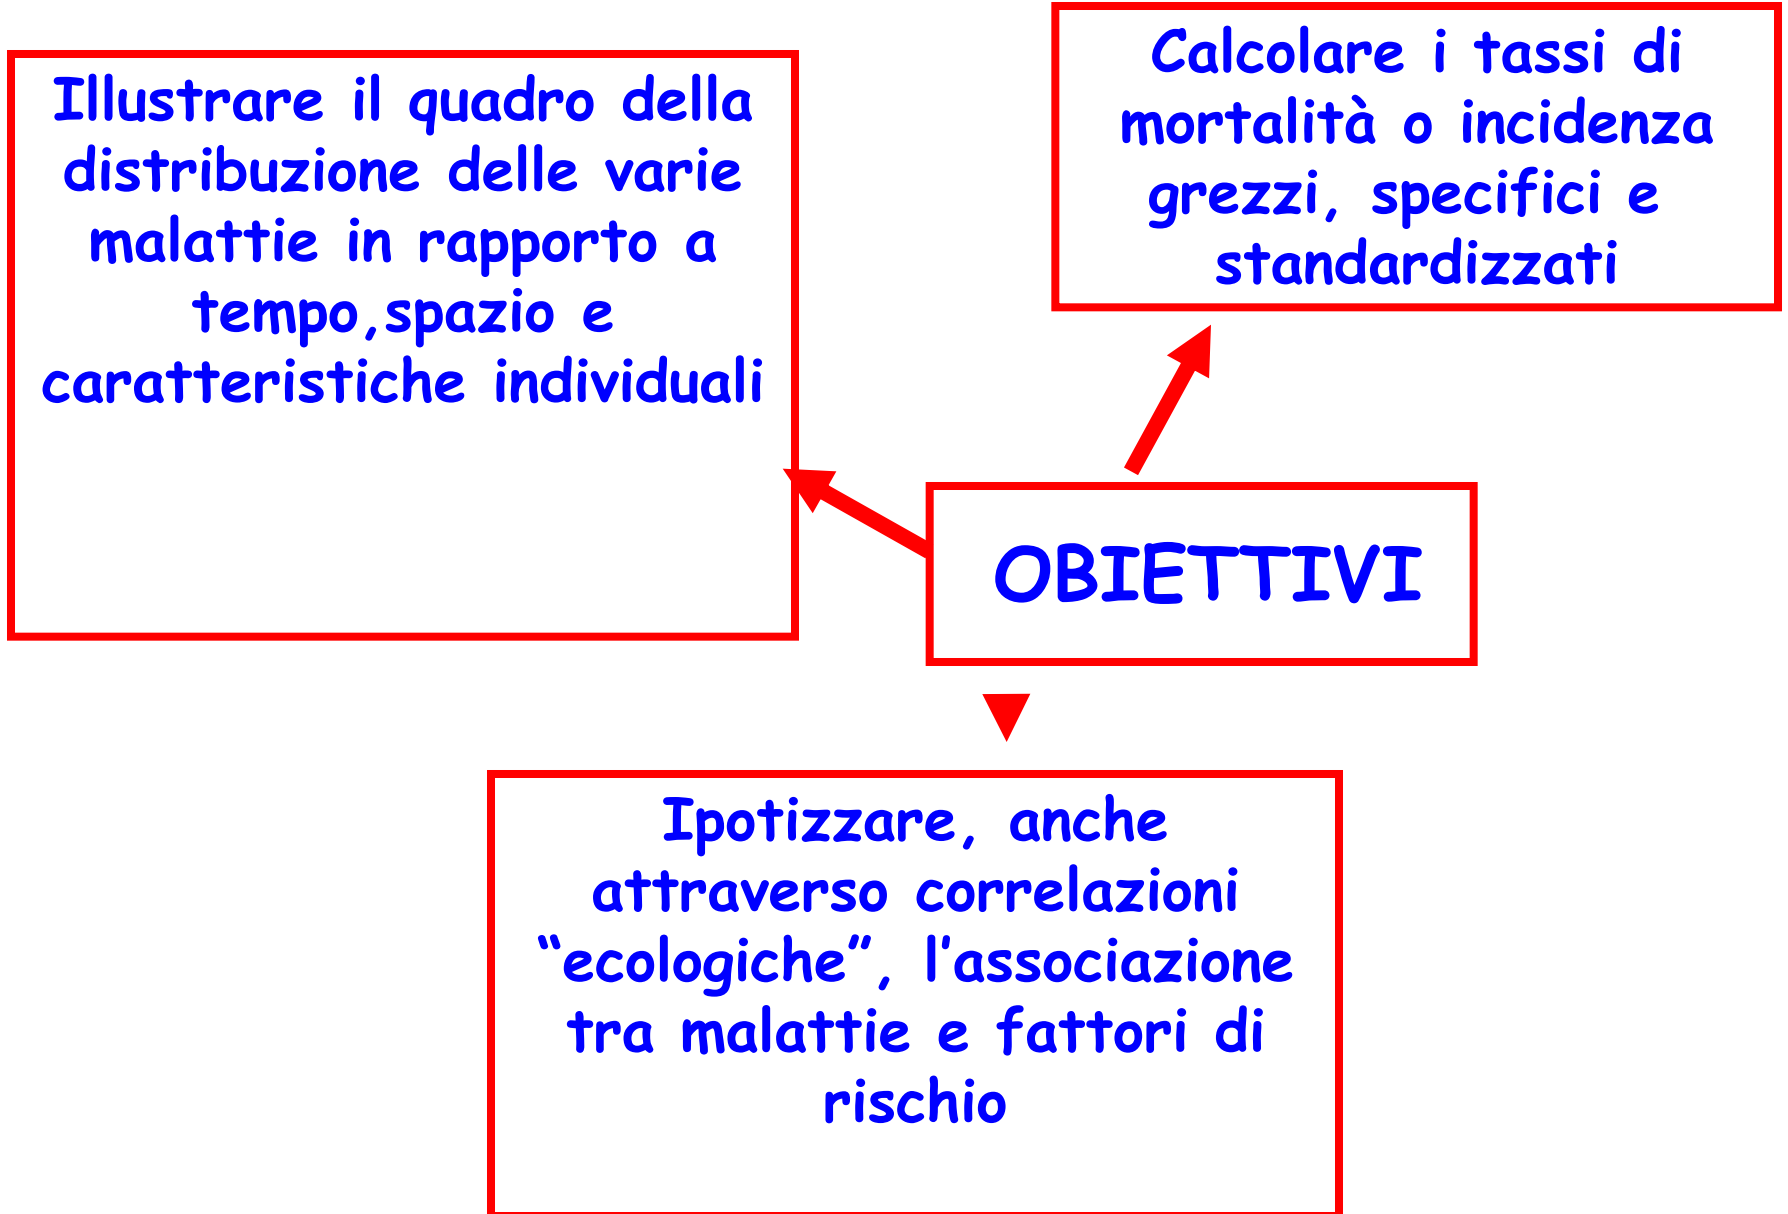 Illustrare il quadro della
distribuzione delle varie
malattie in rapporto a
tempo,spazio e
caratteristiche individuali
Calcolare i tassi di
mortalità o incidenza
grezzi, specifici e
standardizzati
OBIETTIVI
Ipotizzare, anche
attraverso correlazioni
“ecologiche”, l’associazione
tra malattie e fattori di
rischio